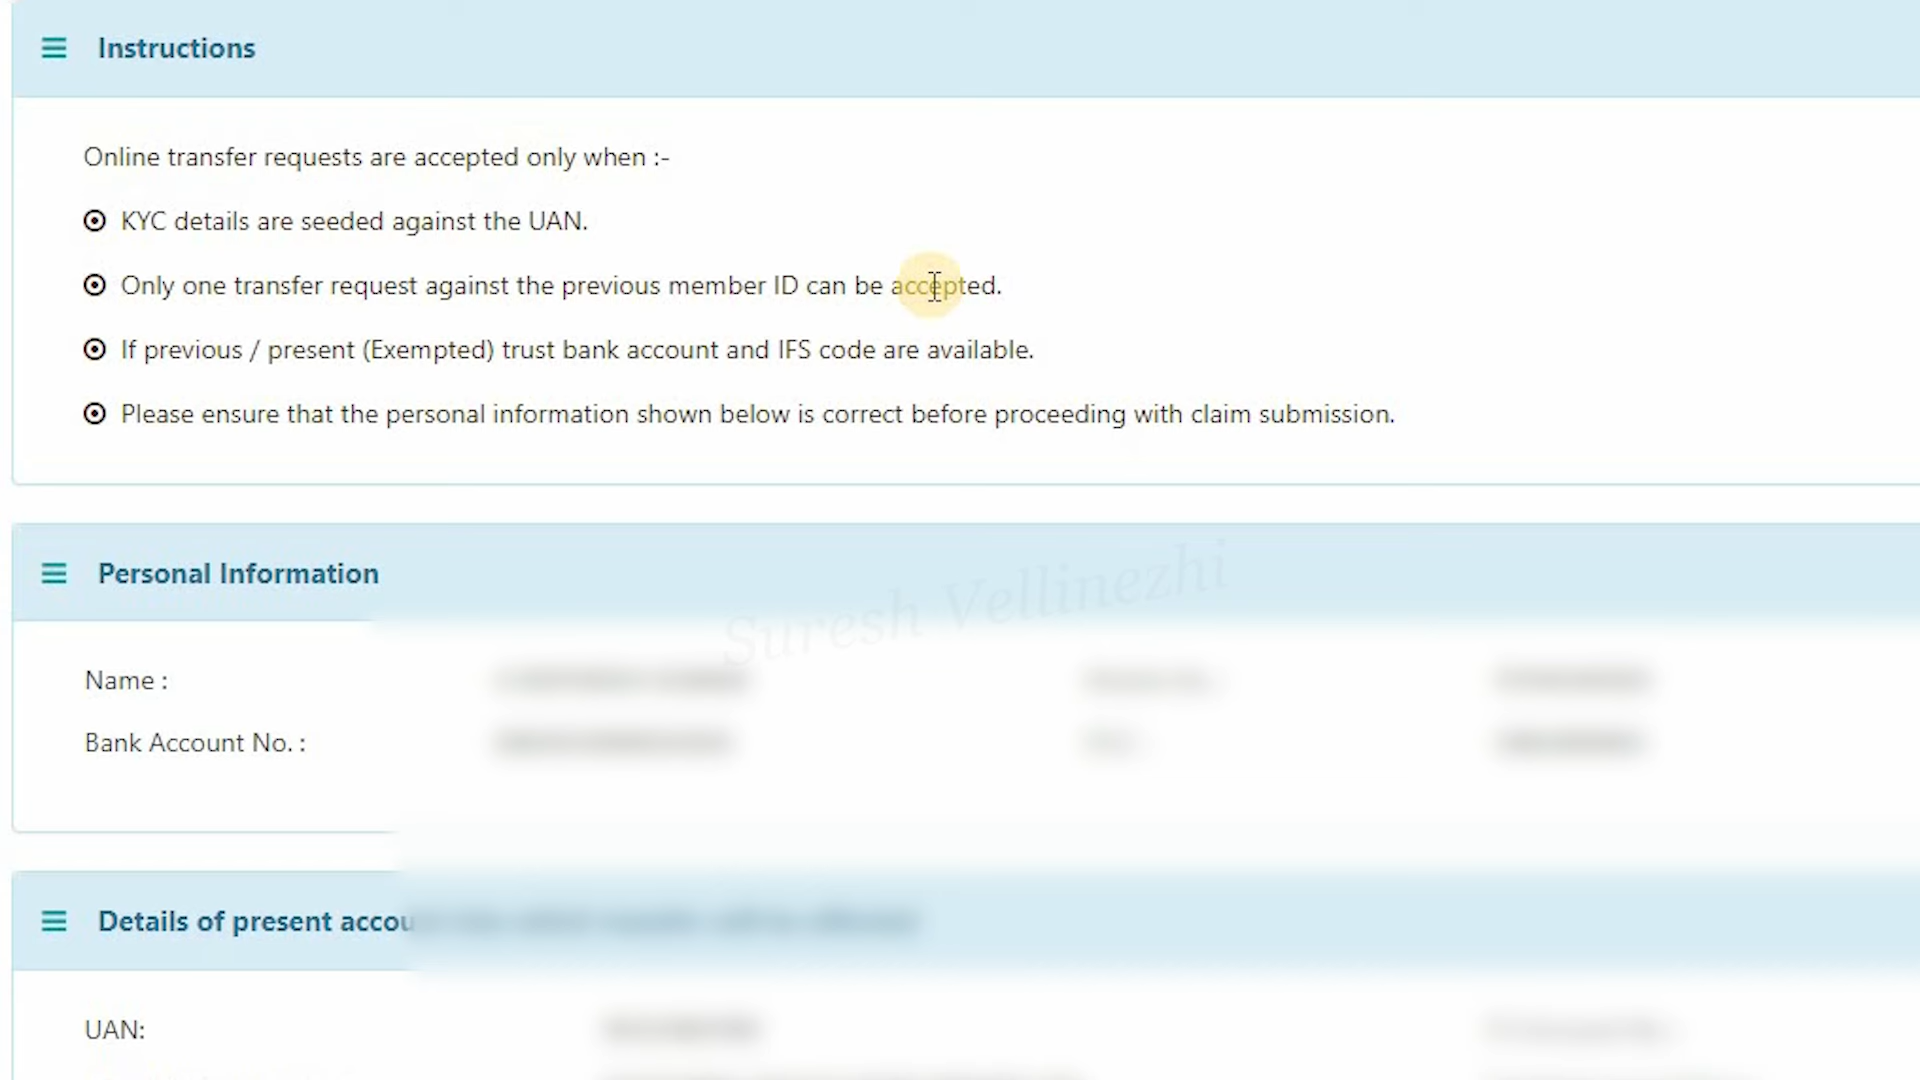 Instructions
Online transfer requests are accepted only when :-
KYC details are seeded against the UAN.
Only one transfer request against the previous member ID can be accepted.
If previous / present (Exempted) trust bank account and IFS code are available.
Please ensure that the personal information shown below is correct before proceeding with claim submission.
Personal Information
Suresh Vellinezhi
Name :
Bank Account No. :
Details of present
UAN: